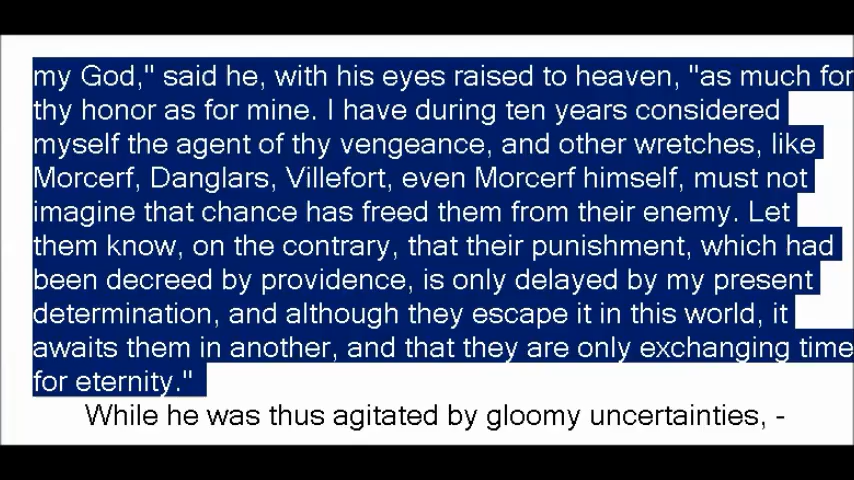 my God," said he, with his eyes raised to heaven, "as much for
thy honor as for mine. I have during ten years considered
myself the agent of thy vengeance, and other wretches, like
Morcerf, Danglars, Villefort, even Morcerf himself, must not
imagine that chance has freed them from their enemy. Let
them know, on the contrary, that their punishment, which had
been decreed by providence, is only delayed by my present
determination, and although they escape it in this world, it
awaits them in another, and that they are only exchanging time
for eternity."
While he was thus agitated by gloomy uncertainties, -